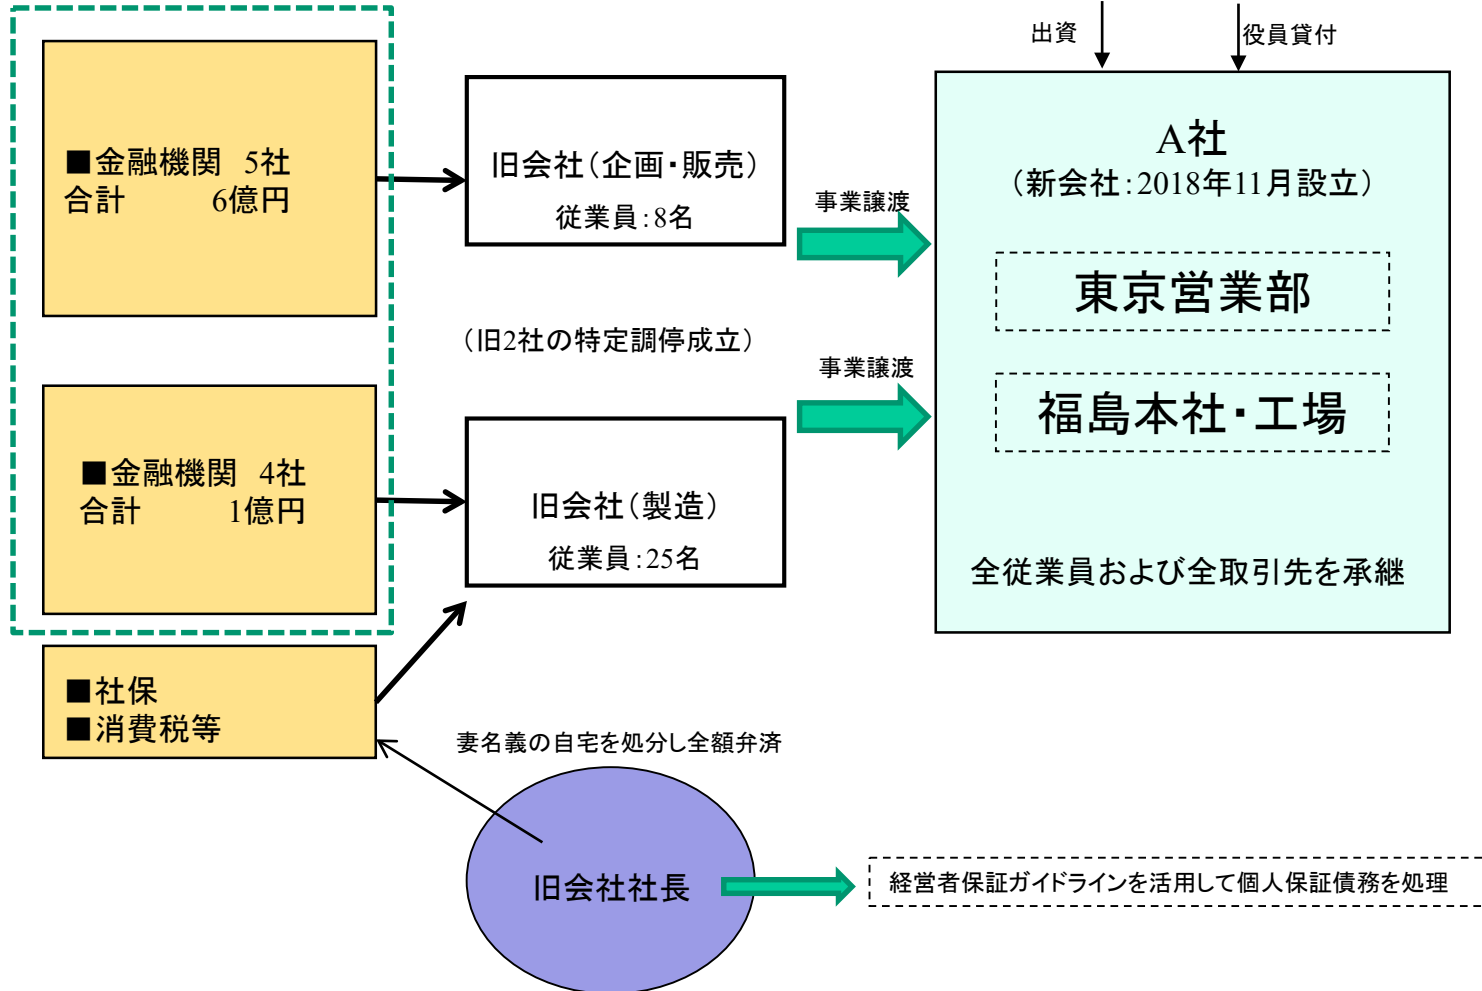 出資
役員貸付
■金融機関 5社
合計 6億円
旧会社(企画・販売)
従業員:8名
事業譲渡
A社
(新会社:2018年11月設立)
東京営業部
(旧2社の特定調停成立)
事業譲渡
福島本社・工場
■金融機関 4社
合計 1億円
旧会社(製造)
従業員:25名
全従業員および全取引先を承継
■社保
■消費税等
妻名義の自宅を処分し全額弁済
旧会社社長
経営者保証ガイドラインを活用して個人保証債務を処理